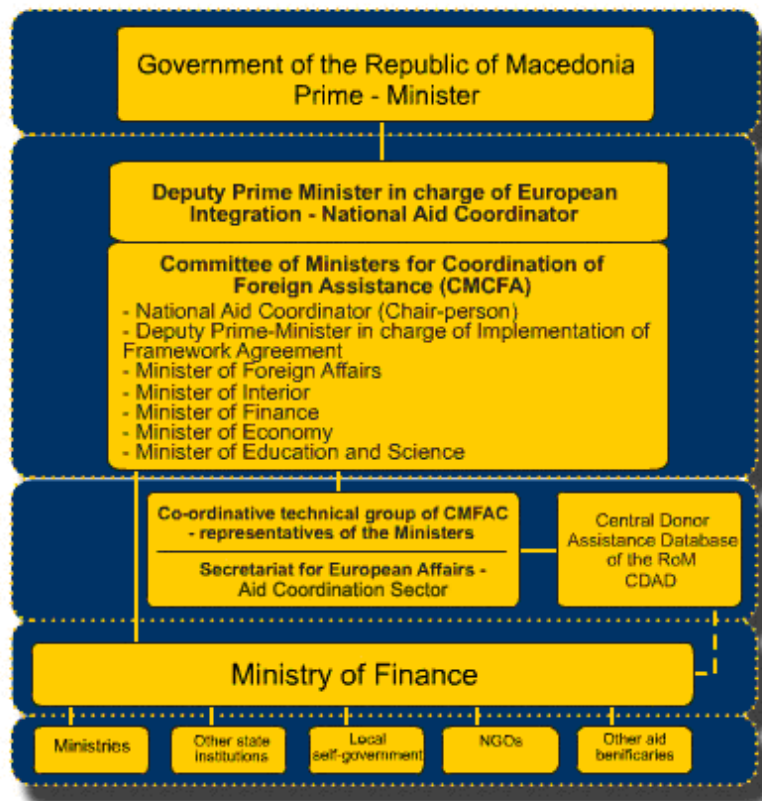 Government of the Republic of Macedonia
Prime - Minister
Deputy Prime Minister in charge of European
Integration - National Aid Coordinator
Committee of Ministers for Coordination of
Foreign Assistance (CMCFA)
- National Aid Coordinator (Chair-person)
- Deputy Prime-Minister in charge of Implementation of
Framework Agreement
- Minister of Foreign Affairs
- Minister of Interior
- Minister of Finance
- Minister of Economy
- Minister of Education and Science
Co-ordinative technical group of CMFAC
- representatives of the Ministers
Secretariat for European Affairs -
Aid Coordination Sector
Central Donor
Assistance Database
of the RoM
CDAD
Ministry of Finance
Ministries
Other state
institutions
Local
self-government
NGOs
Other aid
benificaries